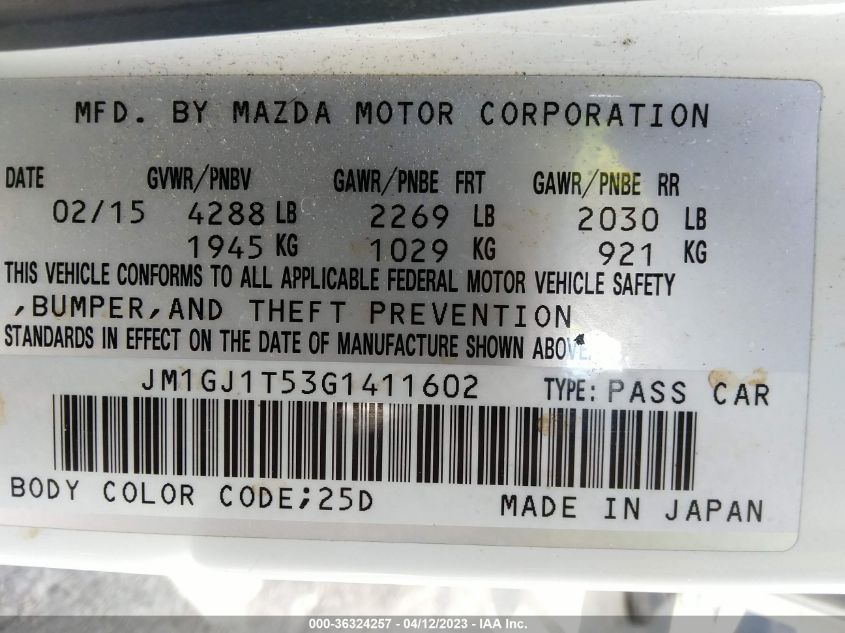 MFD. BY MAZDA MOTOR CORPORATION
DATE GVWR/PNBV GAWR/PNBE FRT GAWR/PNBE RR
02/15 4288 LB 2269 LB 2030 LB
1945 KG 1029 KG 921 KG
THIS VEHICLE CONFORMS TO ALL APPLICABLE FEDERAL MOTOR VEHICLE SAFETY
,BUMPER,AND THEFT PREVENTION
STANDARDS IN EFFECT ON THE DATE OF MANUFACTURE SHOWN ABOVE.
JM1GJ1T53G1411602 TYPE: PASS CAR
BODY COLOR CODE;25D MADE IN JAPAN
000-36324257 - 04/12/2023 - IAA Inc.